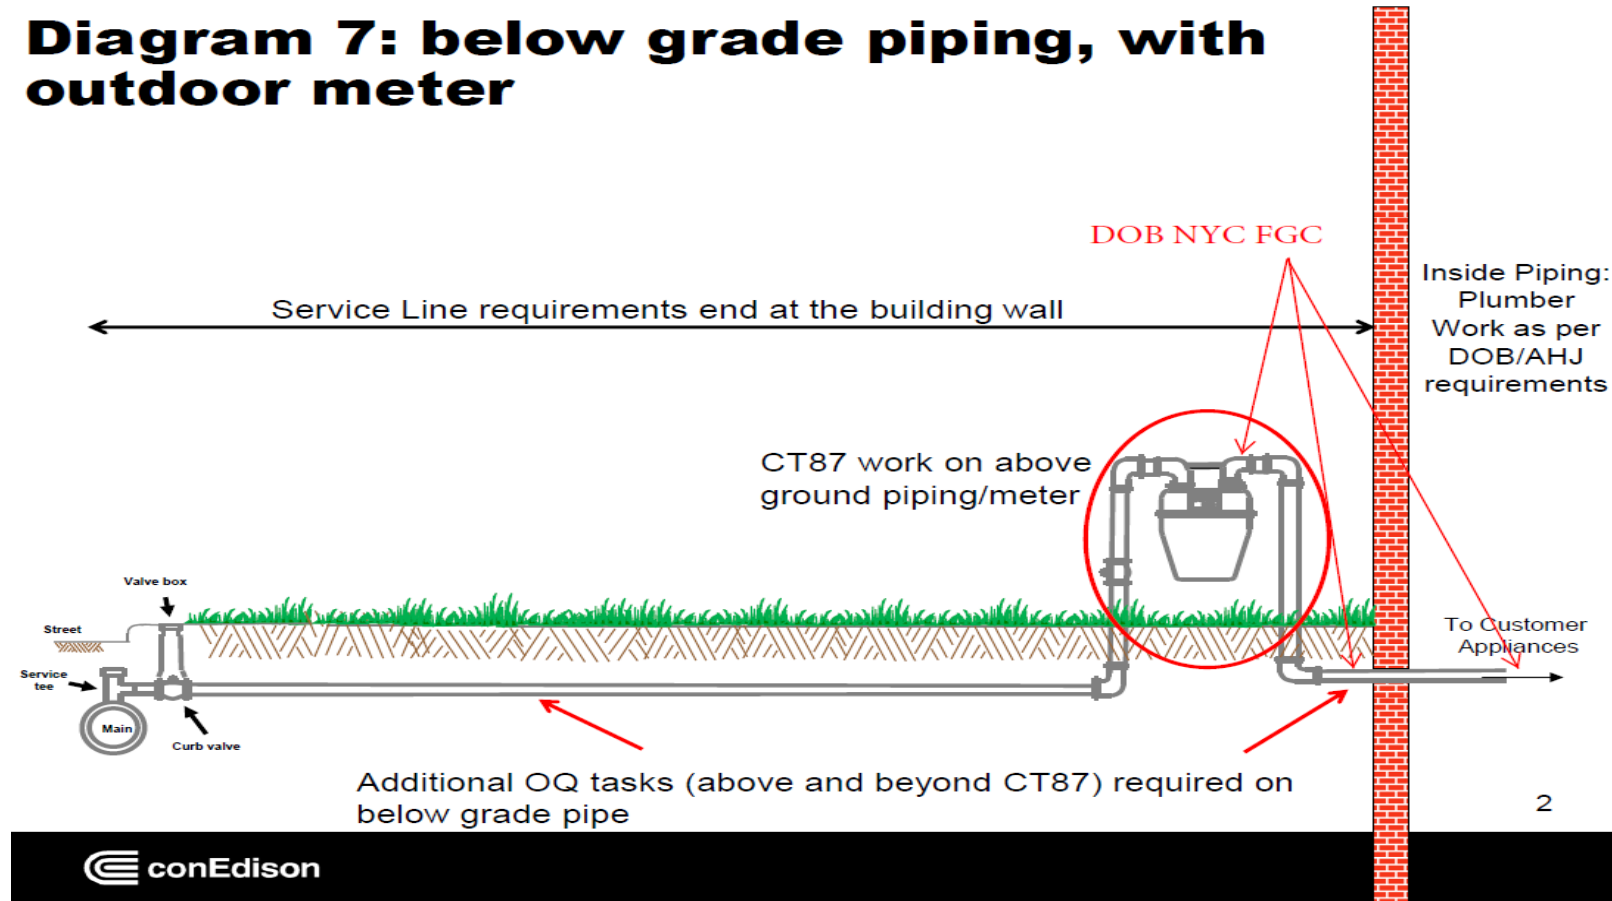 Diagram 7: below grade piping, with
outdoor meter
DOB NYC FGC
Inside Piping:
Plumber
Work as per
DOB/AHJ
requirements
Service Line requirements end at the building wall
CT87 work on above
ground piping/meter
Valve box
Street
Service
tee
Main
Curb valve
To Customer
Appliances
Additional OQ tasks (above and beyond CT87) required on
below grade pipe
2
conEdison